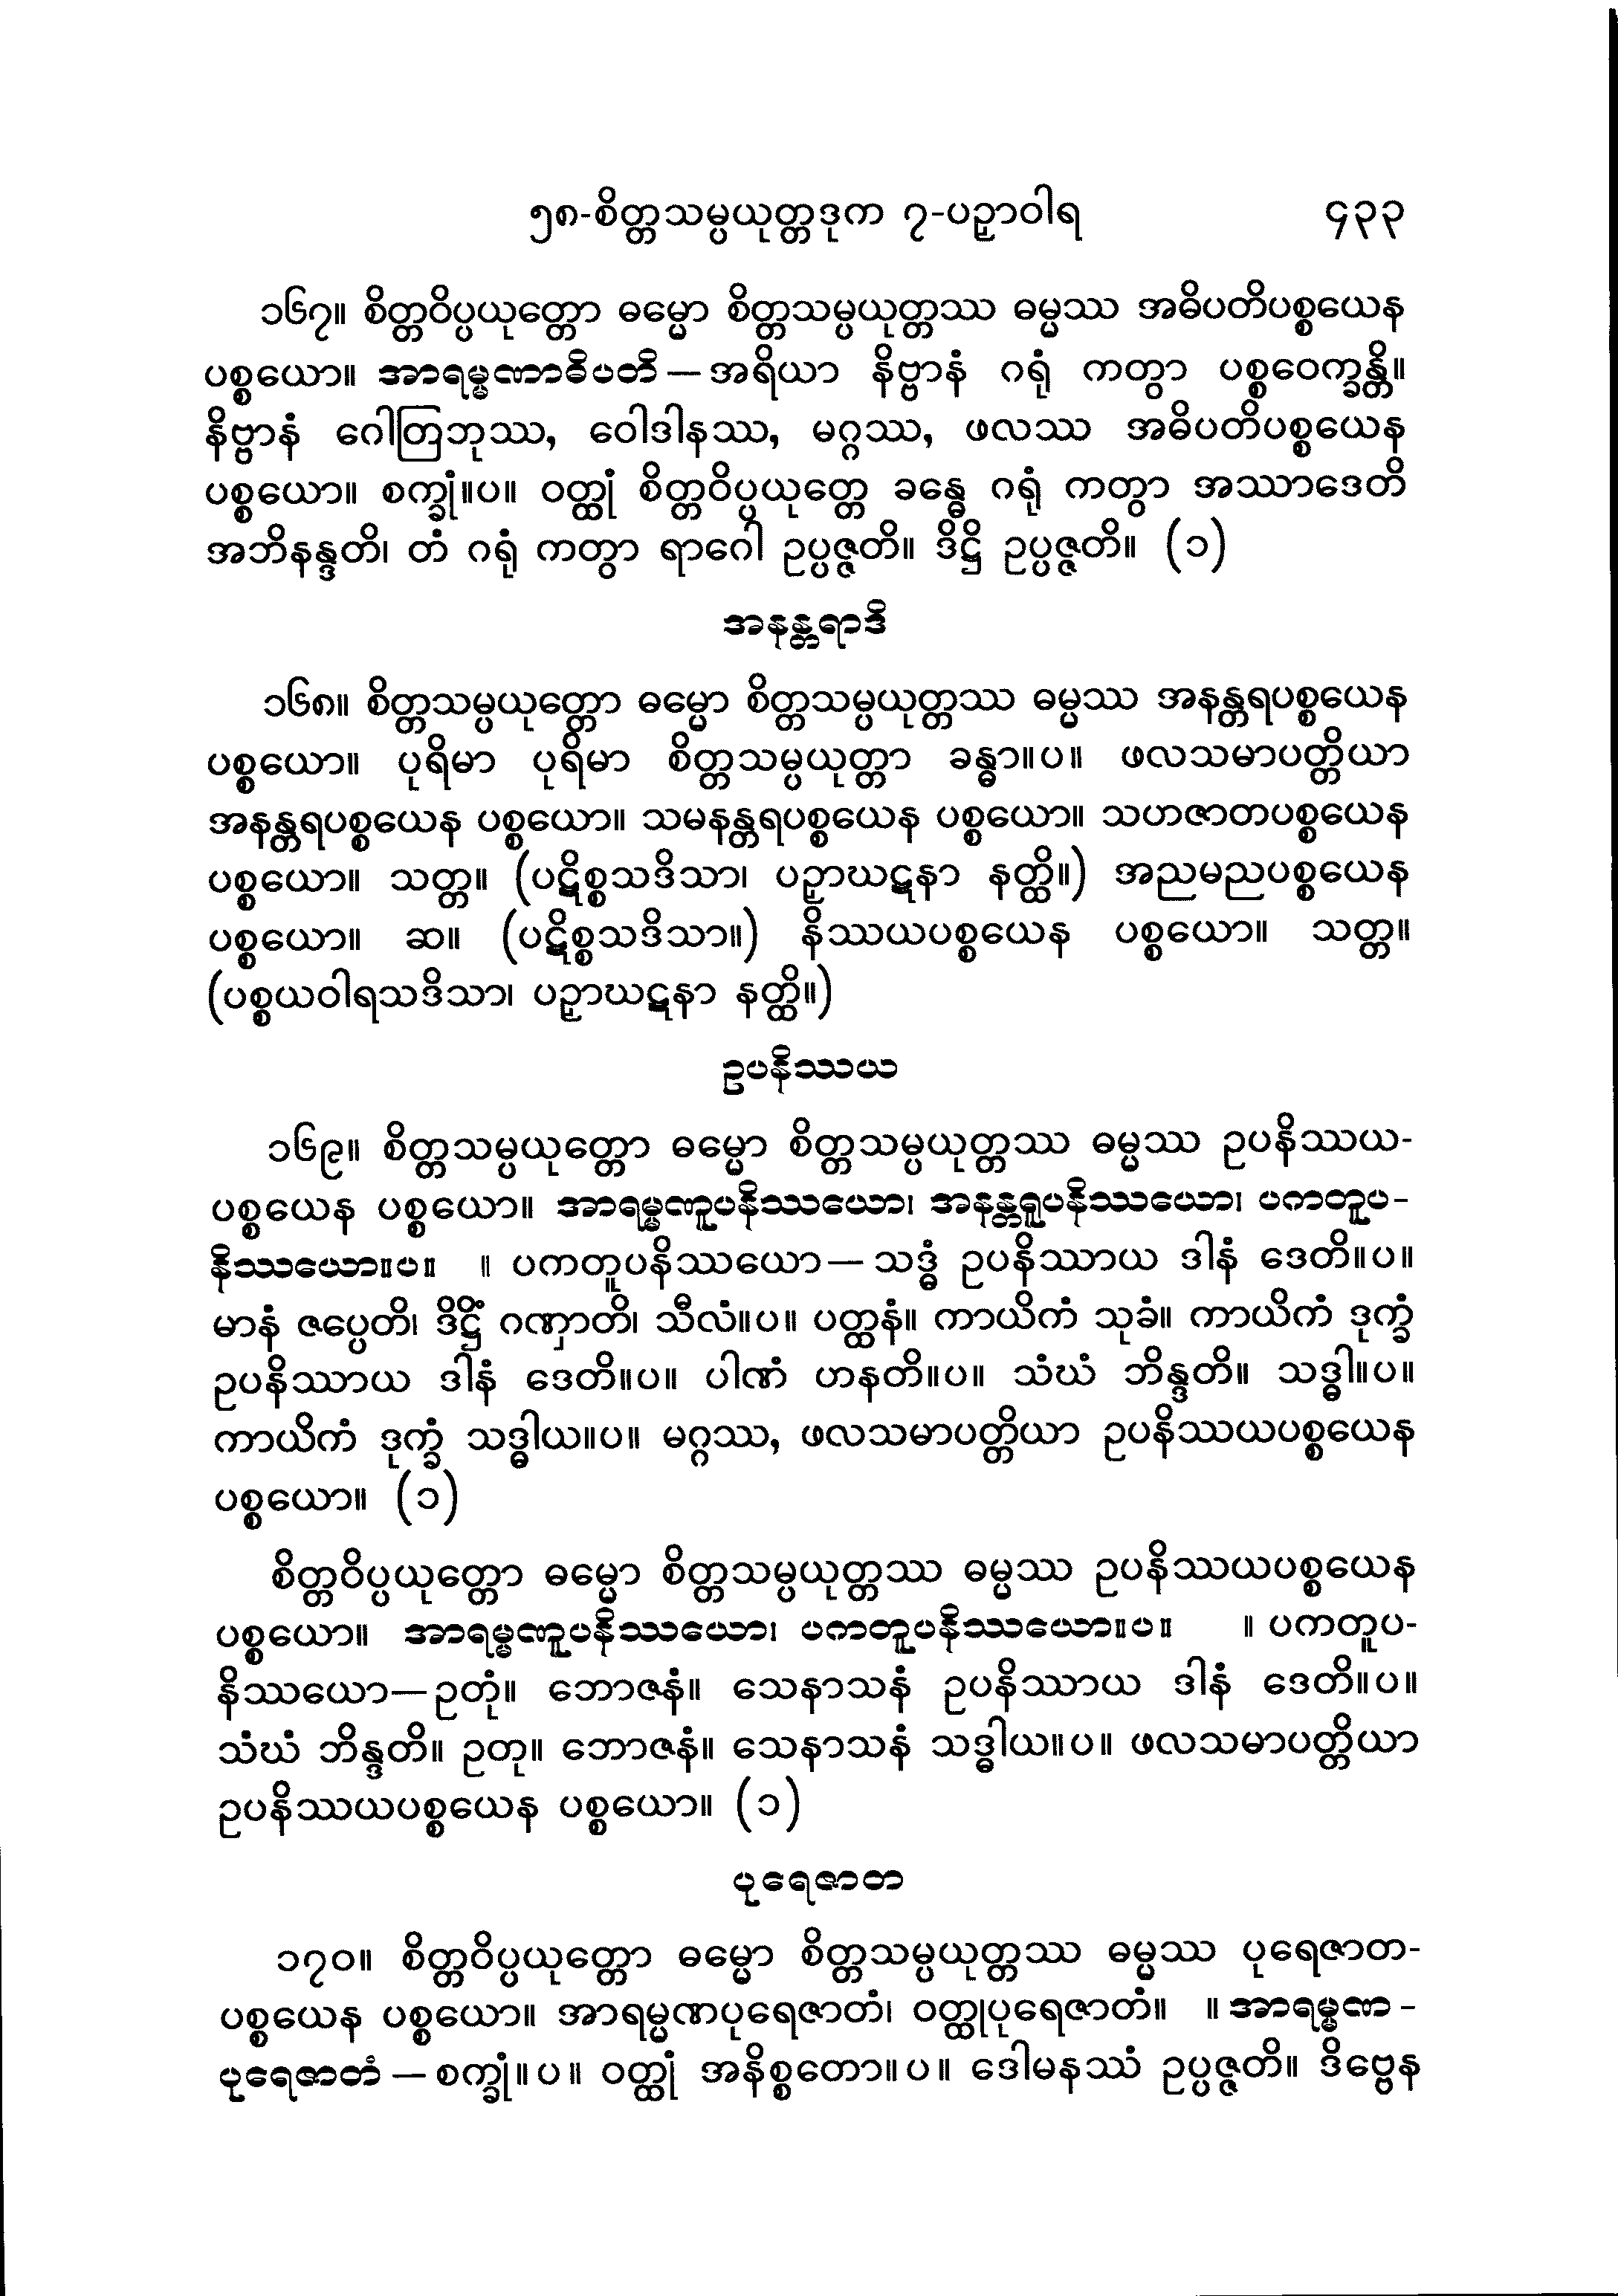 ၅၈-စိတ္တသမ္ပယုတ္တဒုက ၇-ပဉှာဝါရ ၄၃၃
၁၆၇။ စိတ္တဝိပ္ပယုတ္တော ဓမ္မော စိတ္တသမ္ပယုတ္တဿ ဓမ္မဿ အဓိပတိပစ္စယေန
ပစ္စယော။ အာရမ္မဏာဓိပတိ — အရိယာ နိဗ္ဗာနံ ဂရုံ ကတွာ ပစ္စဝေက္ခန္တိ။
နိဗ္ဗာနံ ဂေါတြဘုဿ, ဝေါဒါနဿ, မဂ္ဂဿ, ဖလဿ အဓိပတိပစ္စယေန
ပစ္စယော။ စက္ခုံ။ပ။ ဝတ္ထုံ စိတ္တဝိပ္ပယုတ္တေ ခန္ဓေ ဂရုံ ကတွာ အဿာဒေတိ
အဘိနန္ဒတိ၊ တံ ဂရုံ ကတွာ ရာဂေါ ဥပ္ပဇ္ဇတိ။ ဒိဋ္ဌိ ဥပ္ပဇ္ဇတိ။ (၁)
အနန္တရာဒိ
၁၆၈။ စိတ္တသမ္ပယုတ္တော ဓမ္မော စိတ္တသမ္ပယုတ္တဿ ဓမ္မဿ အနန္တရပစ္စယေန
ပစ္စယော။ ပုရိမာ ပုရိမာ စိတ္တသမ္ပယုတ္တာ ခန္ဓာ။ပ။ ဖလသမာပတ္တိယာ
အနန္တရပစ္စယေန ပစ္စယော။ သမနန္တရပစ္စယေန ပစ္စယော။ သဟဇာတပစ္စယေန
ပစ္စယော။ သတ္တ။ (ပဋိစ္စသဒိသာ၊ ပဉှာဃဋနာ နတ္ထိ။) အညမညပစ္စယေန
ပစ္စယော။ ဆ။ (ပဋိစ္စသဒိသာ။) နိဿယပစ္စယေန ပစ္စယော။ သတ္တ။
(ပစ္စယဝါရသဒိသာ၊ ပဉှာဃဋနာ နတ္ထိ။)
ဥပနိဿယ
၁၆၉။ စိတ္တသမ္ပယုတ္တော ဓမ္မော စိတ္တသမ္ပယုတ္တဿ ဓမ္မဿ ဥပနိဿယ-
ပစ္စယေန ပစ္စယော။ အာရမ္မဏူပနိဿယော၊ အနန္တရူပနိဿယော၊ ပကတူပ-
နိဿယော။ပ။ ။ ပကတူပနိဿယော — သဒ္ဓံ ဥပနိဿာယ ဒါနံ ဒေတိ။ပ။
မာနံ ဇပ္ပေတိ၊ ဒိဋ္ဌိံ ဂဏှာတိ၊ သီလံ။ပ။ ပတ္ထနံ။ ကာယိကံ သုခံ။ ကာယိကံ ဒုက္ခံ
ဥပနိဿာယ ဒါနံ ဒေတိ။ပ။ ပါဏံ ဟနတိ။ပ။ သံဃံ ဘိန္ဒတိ။ သဒ္ဓါ။ပ။
ကာယိကံ ဒုက္ခံ သဒ္ဓါယ။ပ။ မဂ္ဂဿ, ဖလသမာပတ္တိယာ ဥပနိဿယပစ္စယေန
ပစ္စယော။ (၁)
စိတ္တဝိပ္ပယုတ္တော ဓမ္မော စိတ္တသမ္ပယုတ္တဿ ဓမ္မဿ ဥပနိဿယပစ္စယေန
ပစ္စယော။ အာရမ္မဏူပနိဿယော၊ ပကတူပနိဿယော။ပ။ ။ ပကတူပ-
နိဿယော — ဥတုံ။ ဘောဇနံ။ သေနာသနံ ဥပနိဿာယ ဒါနံ ဒေတိ။ပ။
သံဃံ ဘိန္ဒတိ။ ဥတု။ ဘောဇနံ။ သေနာသနံ သဒ္ဓါယ။ပ။ ဖလသမာပတ္တိယာ
ဥပနိဿယပစ္စယေန ပစ္စယော။ (၁)
ပုရေဇာတ
၁၇၀။ စိတ္တဝိပ္ပယုတ္တော ဓမ္မော စိတ္တသမ္ပယုတ္တဿ ဓမ္မဿ ပုရေဇာတ-
ပစ္စယေန ပစ္စယော။ အာရမ္မဏပုရေဇာတံ၊ ဝတ္ထုပုရေဇာတံ။ ။ အာရမ္မဏ -
ပုရေဇာတံ — စက္ခုံ။ပ။ ဝတ္ထုံ အနိစ္စတော။ပ။ ဒေါမနဿံ ဥပ္ပဇ္ဇတိ။ ဒိဗ္ဗေန